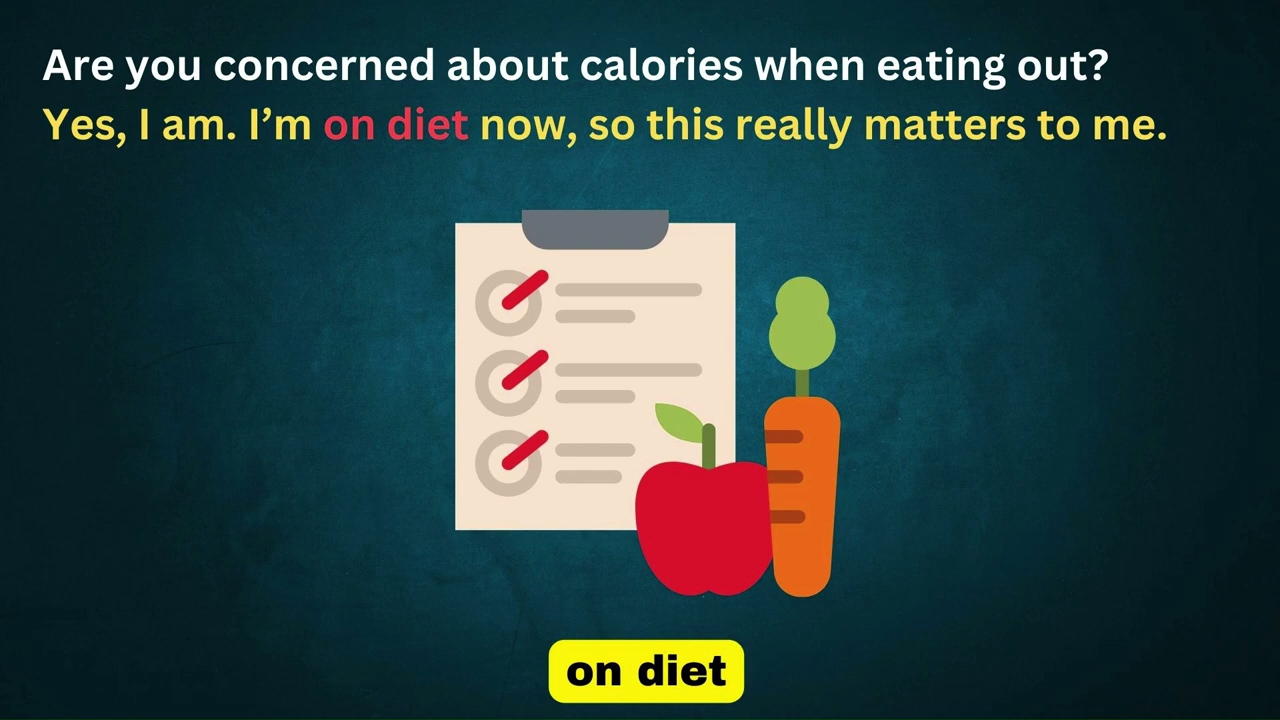 Are you concerned about calories when eating out?
Yes, I am. I’m on diet now, so this really matters to me.
on diet